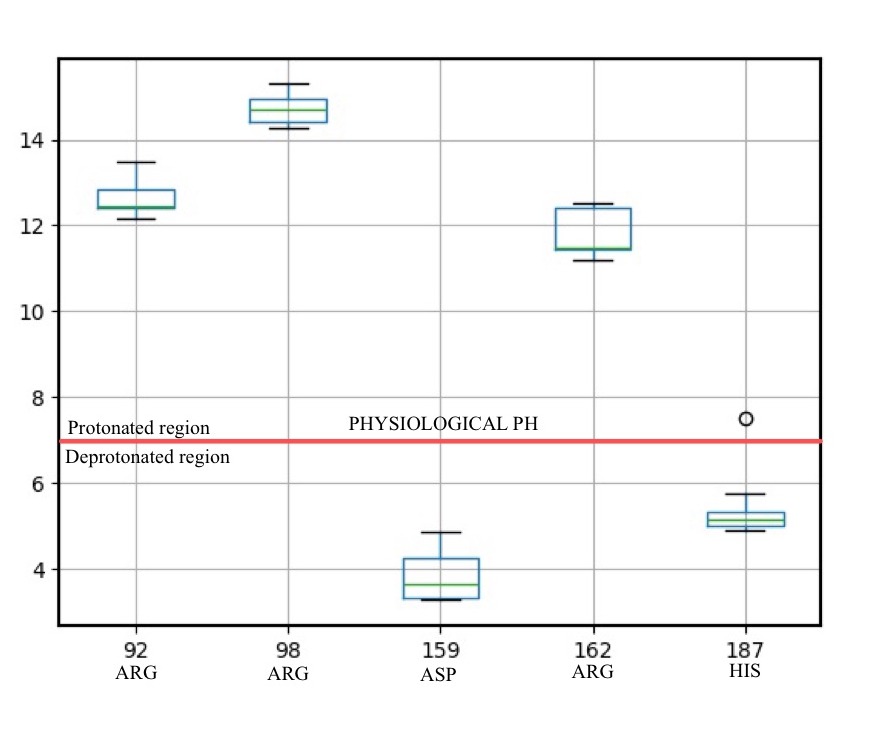 14
12
10
8
Protonated region
PHYSIOLOGICAL PH
Deprotonated region
6
4
92 98 159 162 187
ARG ARG ASP ARG HIS